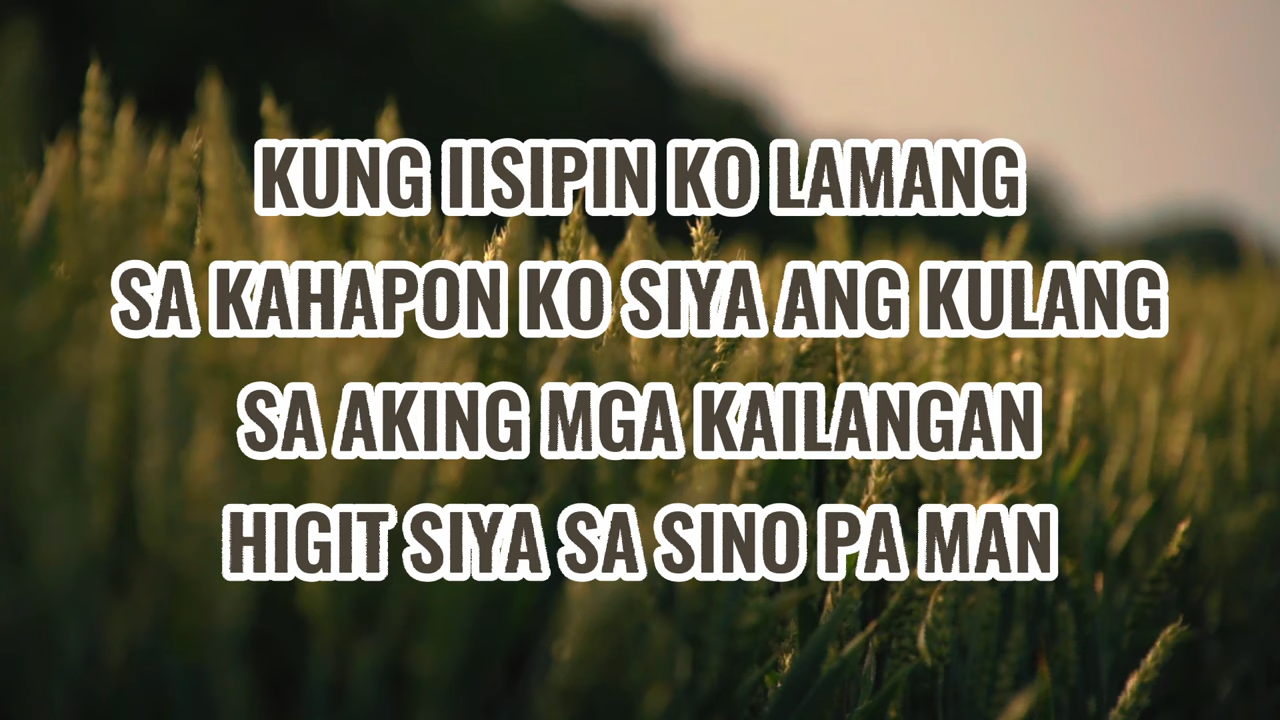 KUNG IISIPIN KO LAMANG
SA KAHAPON KO SIYA ANG KULANG
SA AKING MGA KAILANGAN
HIGIT SIYA SA SINO PA MAN